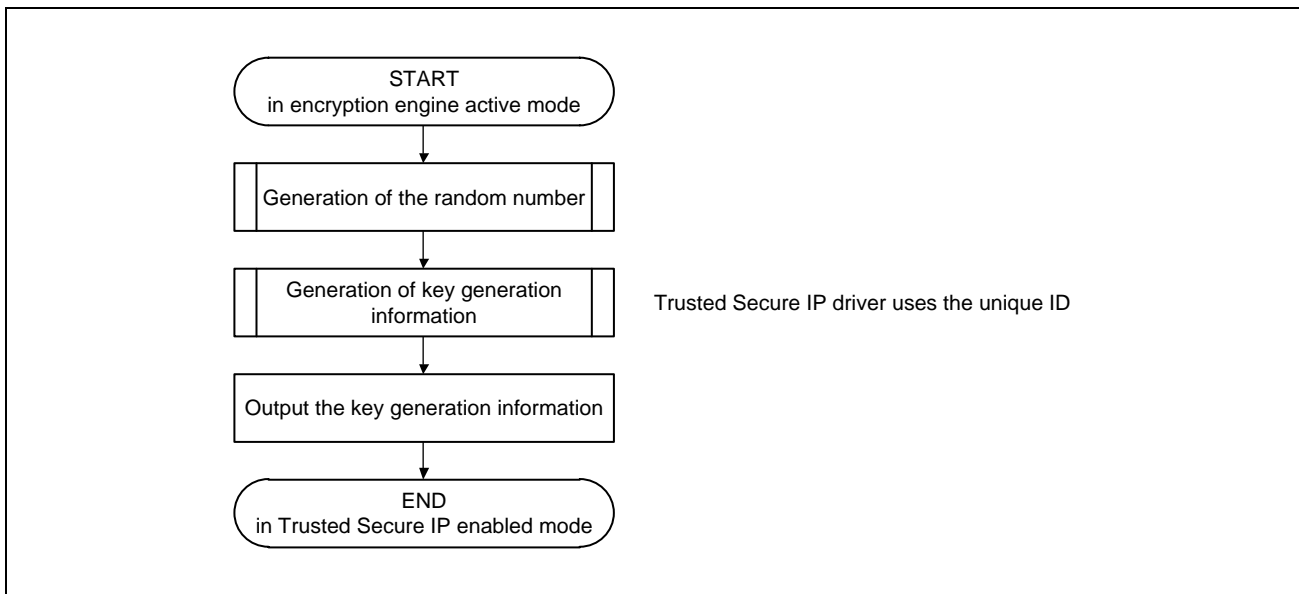 START
in encryption engine active mode
Generation of the random number
Generation of key generation
information
Trusted Secure IP driver uses the unique ID
Output the key generation information
END
in Trusted Secure IP enabled mode